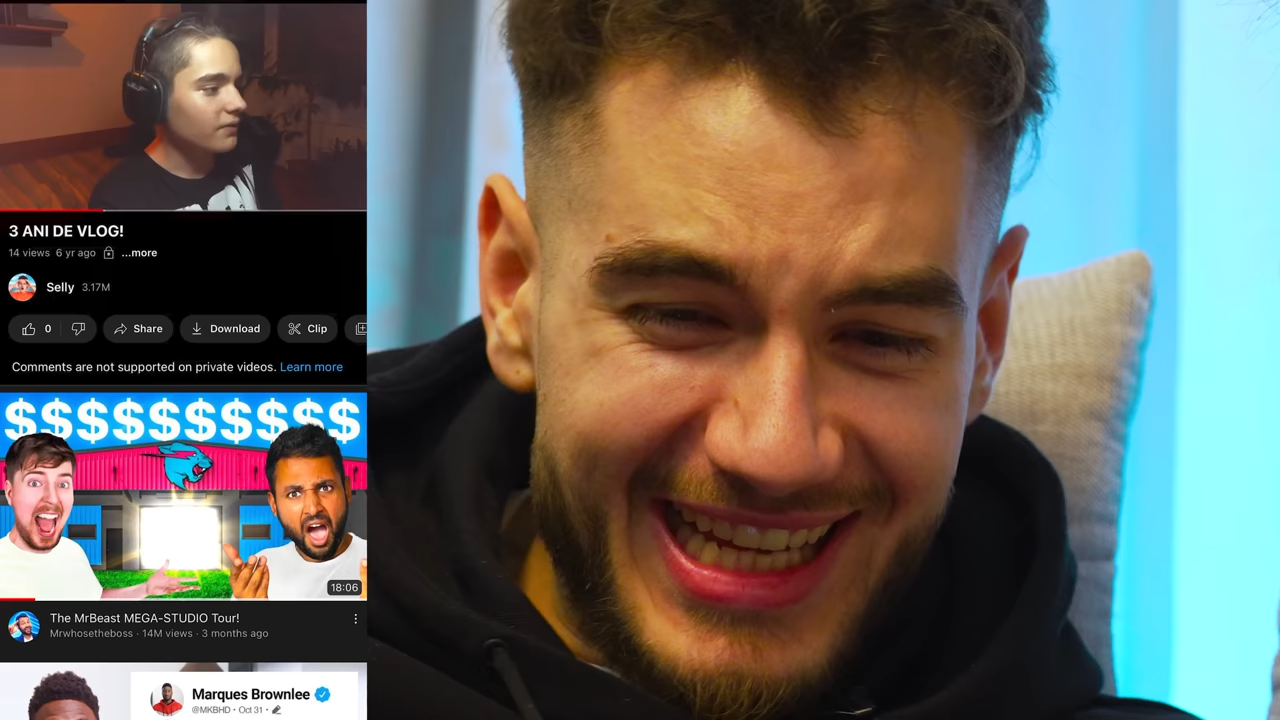 3 ANI DE VLOG!
14 views 6 yr ago ...more
Selly 3.17M
0 Share Download Clip
Comments are not supported on private videos. Learn more
$$$$$$$$$$
18:06
The MrBeast MEGA-STUDIO Tour!
Mrwhosetheboss · 14M views · 3 months ago
Marques Brownlee
@MKBHD • Oct 31 •